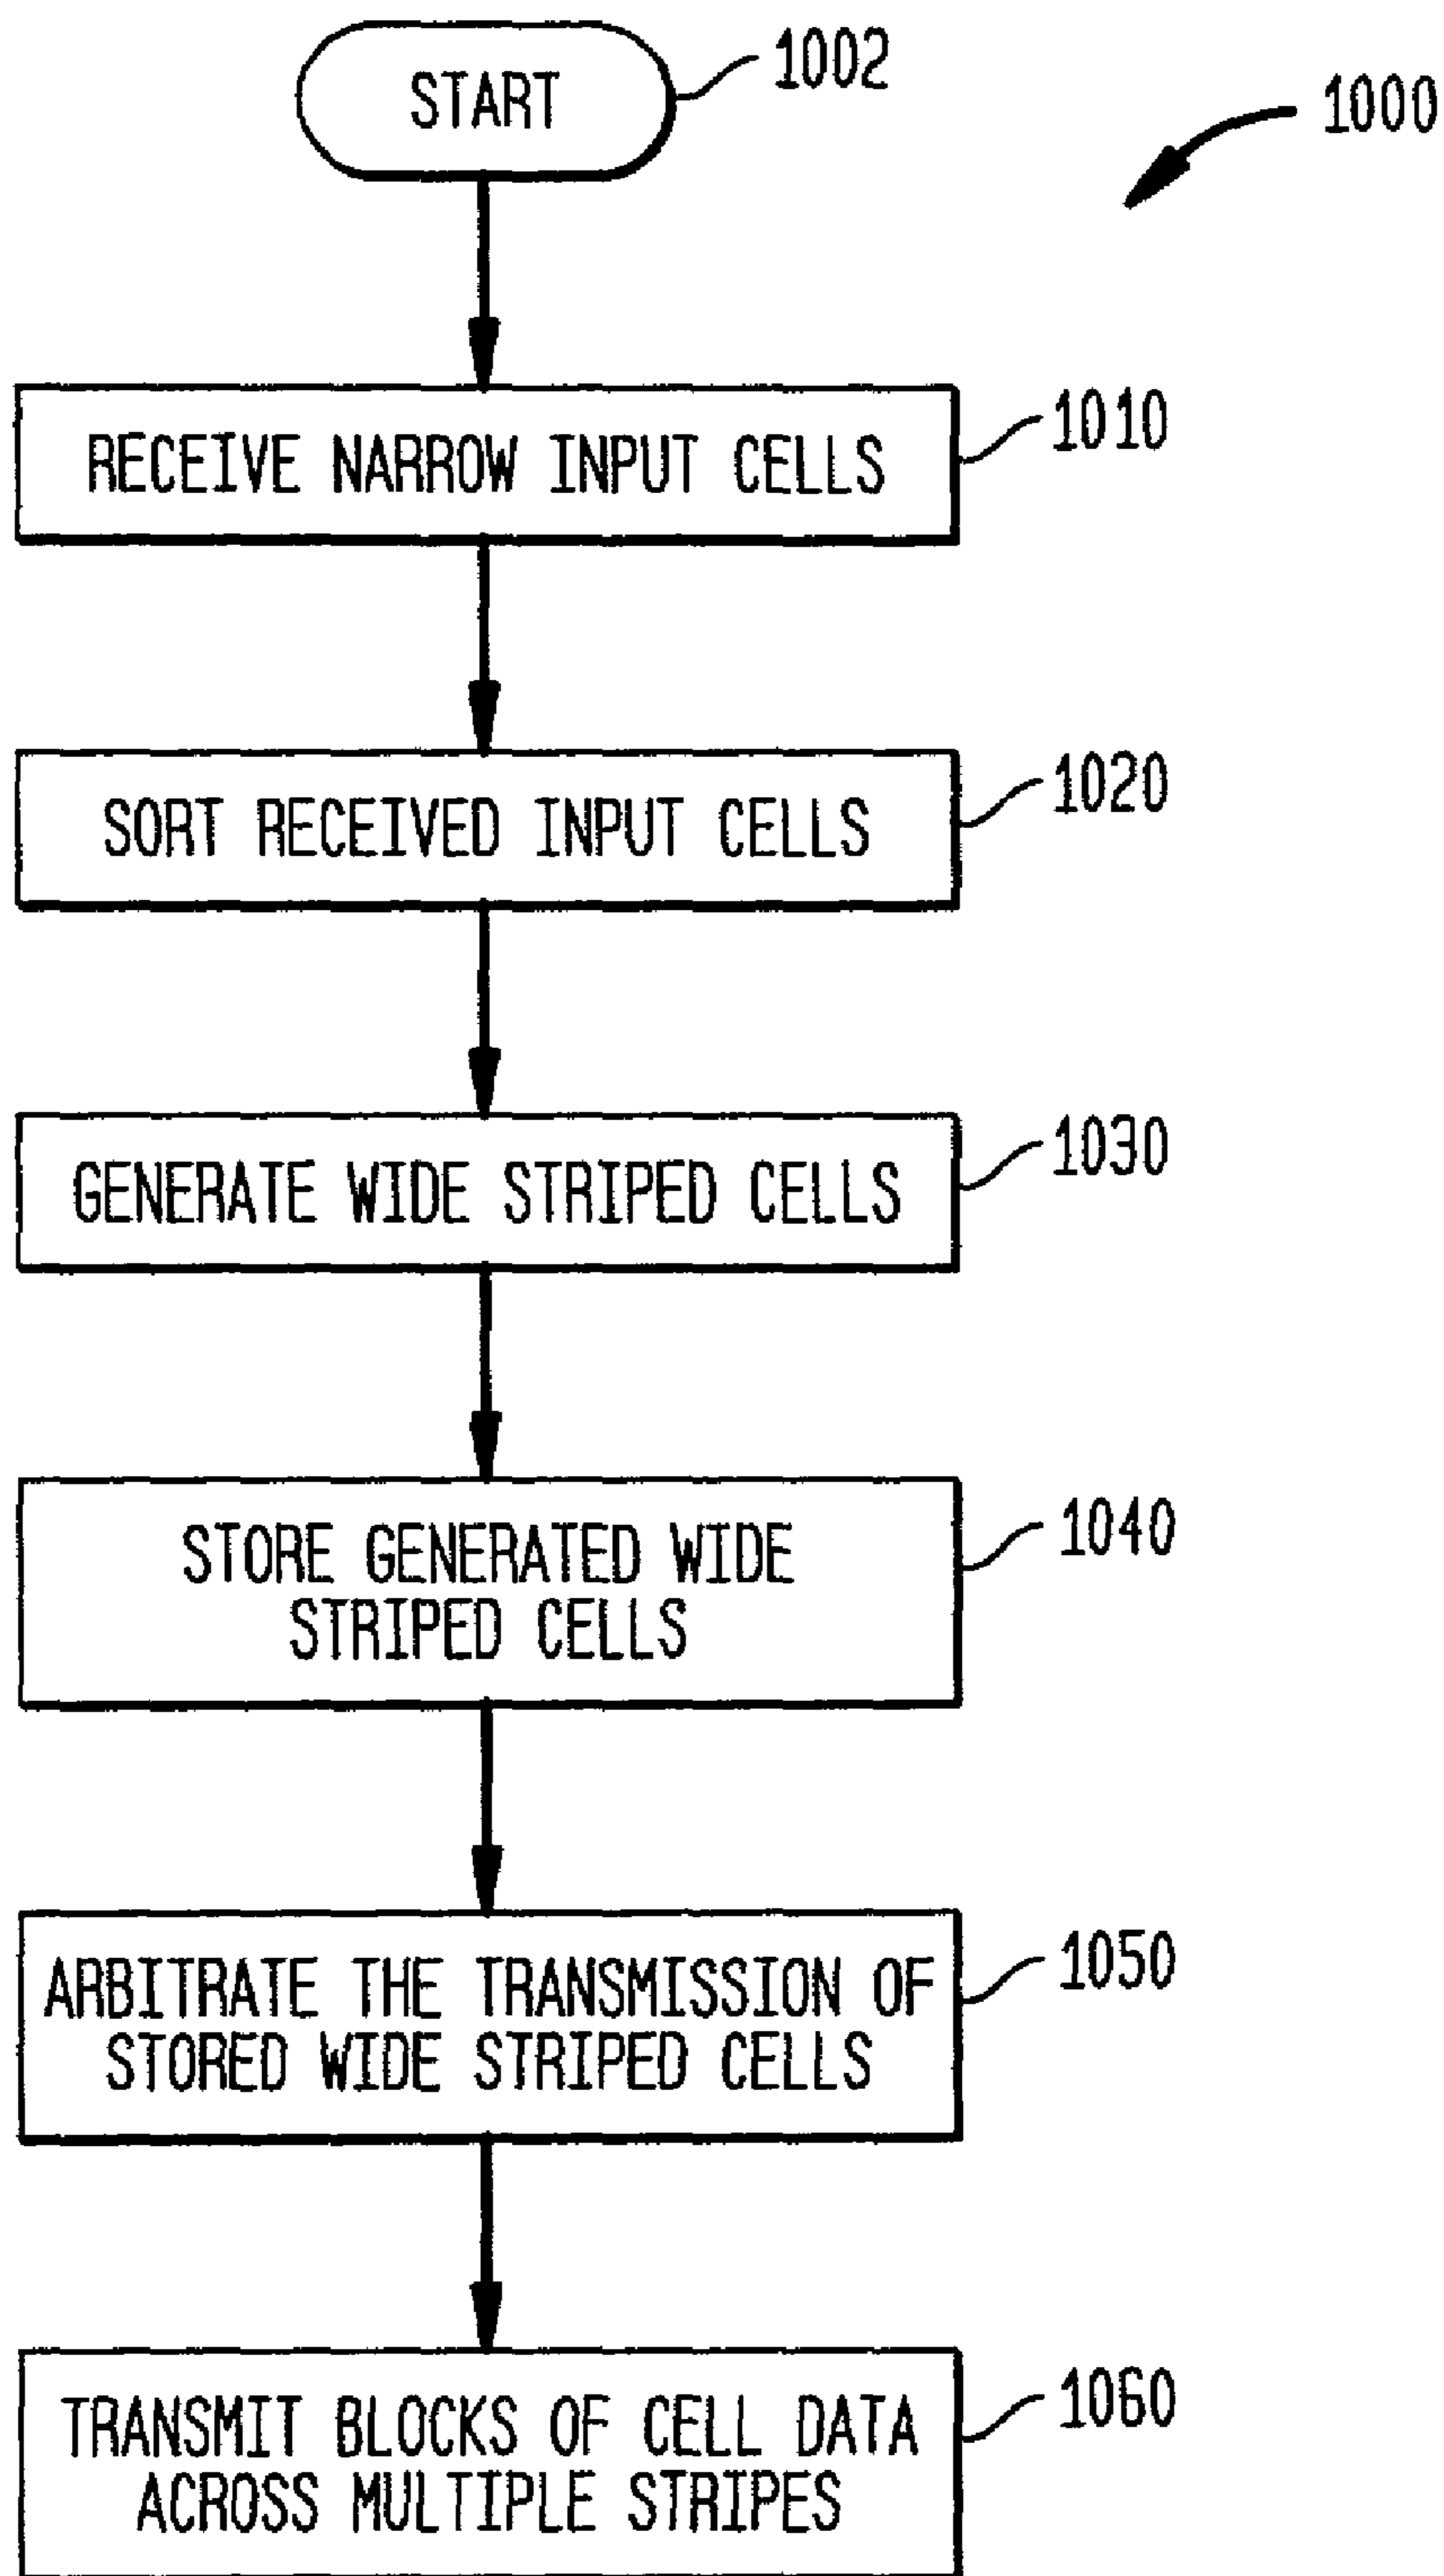 START
1002
1000
RECEIVE NARROW INPUT CELLS
1010
SORT RECEIVED INPUT CELLS
1020
GENERATE WIDE STRIPED CELLS
1030
STORE GENERATED WIDE
STRIPED CELLS
1040
ARBITRATE THE TRANSMISSION OF
STORED WIDE STRIPED CELLS
1050
TRANSMIT BLOCKS OF CELL DATA
ACROSS MULTIPLE STRIPES
1060